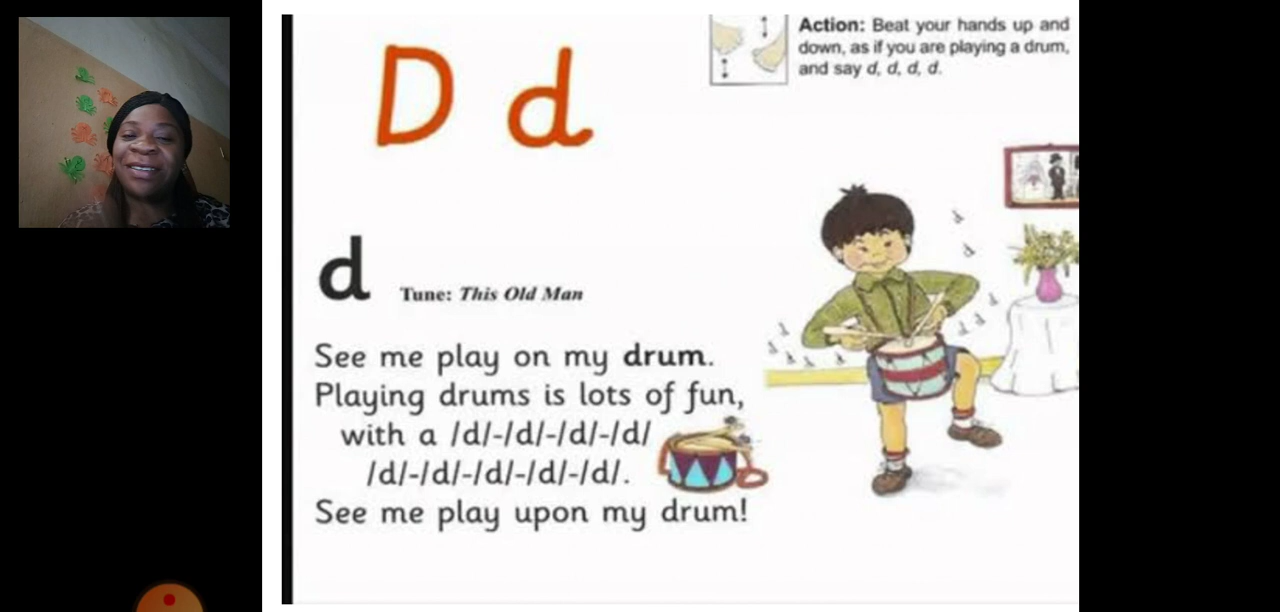 D d
Action: Beat your hands up and
down, as if you are playing a drum,
and say d, d, d, d.
d
Tune: This Old Man
See me play on my drum.
Playing drums is lots of fun,
with a /d/-/d/-/d/-/d/
/d/-/d/-/d/-/d/-/d/.
See me play upon my drum!
d
d
d
d d
d
d
d d
d